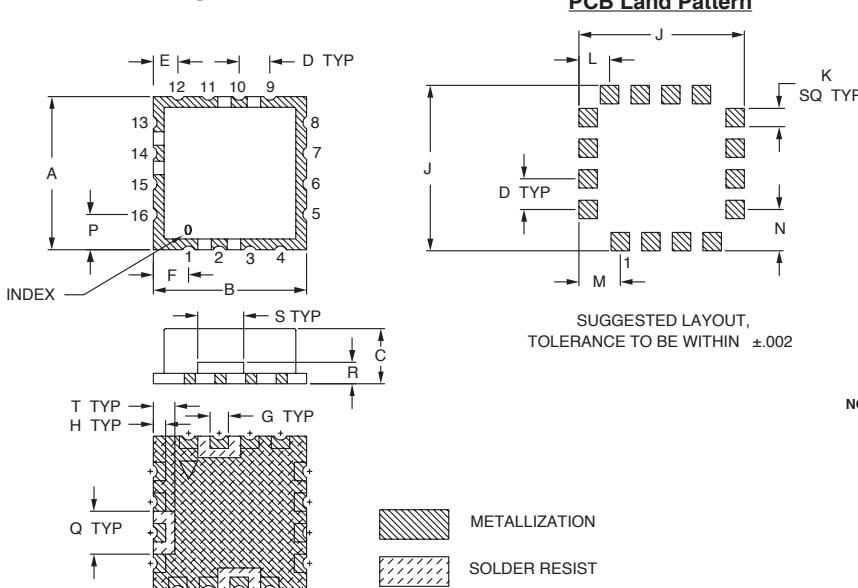 PCB Land Pattern
E
D TYP
12 11 10 9
13
14
15
16
8
7
6
5
A
P
0
1 2 3 4
F
B
INDEX
S TYP
C
R
T TYP
H TYP
G TYP
Q TYP
J
L
K
SQ TYP
J
D TYP
N
1
M
SUGGESTED LAYOUT,
TOLERANCE TO BE WITHIN ±.002
METALLIZATION
SOLDER RESIST